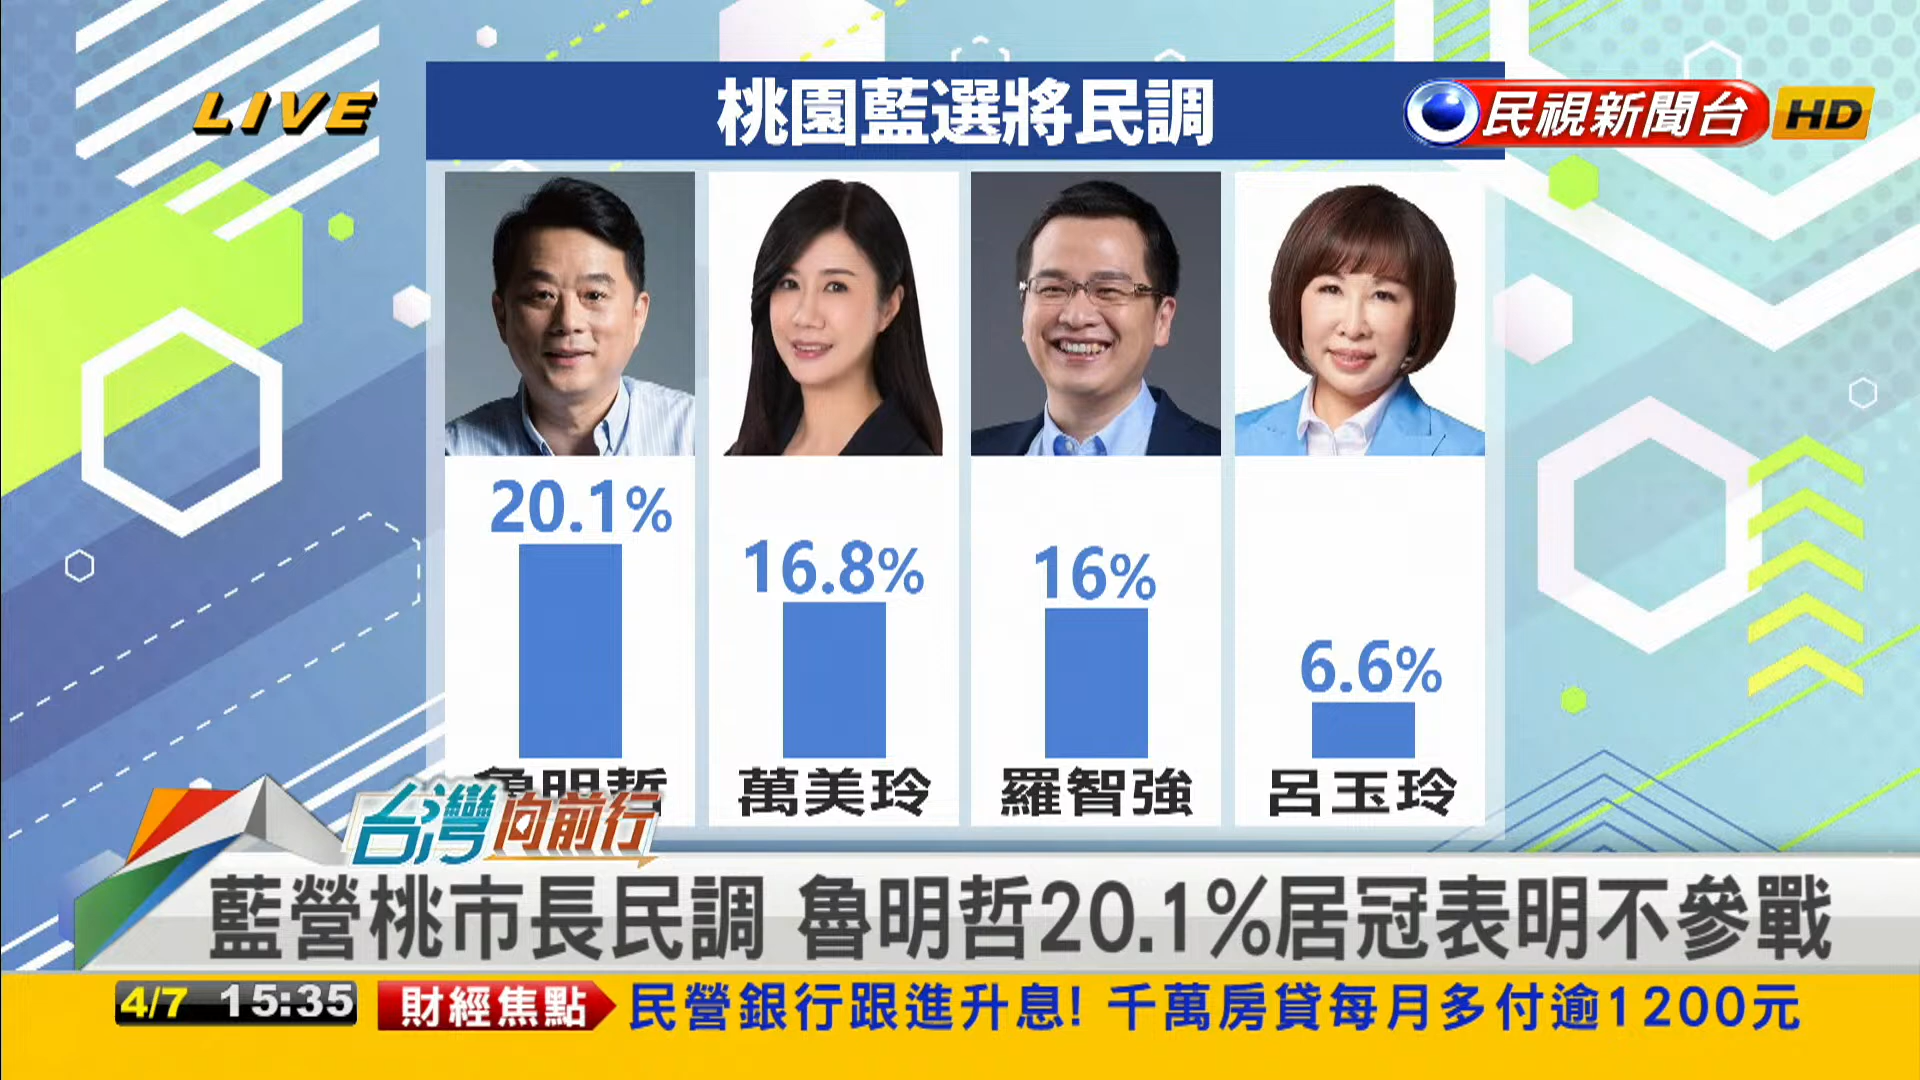 LIVE
桃園藍選將民調
民視新聞台 HD
20.1%
16.8%
16%
6.6%
魯明哲
萬美玲
羅智強
呂玉玲
台灣向前行
藍營桃市長民調 魯明哲20.1%居冠表明不參戰
4/7 15:35 財經焦點 民營銀行跟進升息! 千萬房貸每月多付逾1200元